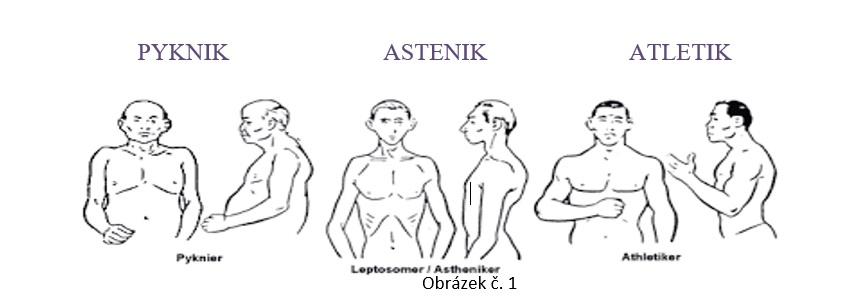 PYKNIK ASTENIK ATLETIK
Pyknier Leptosomer / Astheniker Athletiker
Obrázek č. 1